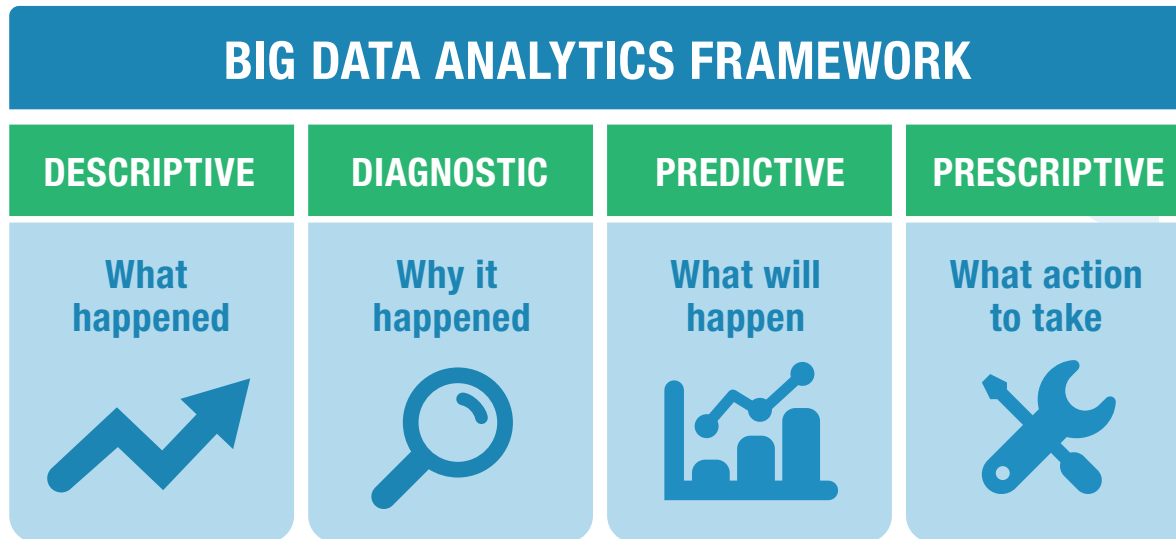 BIG DATA ANALYTICS FRAMEWORK
DESCRIPTIVE
What
happened
DIAGNOSTIC
Why it
happened
PREDICTIVE
What will
happen
PRESCRIPTIVE
What action
to take